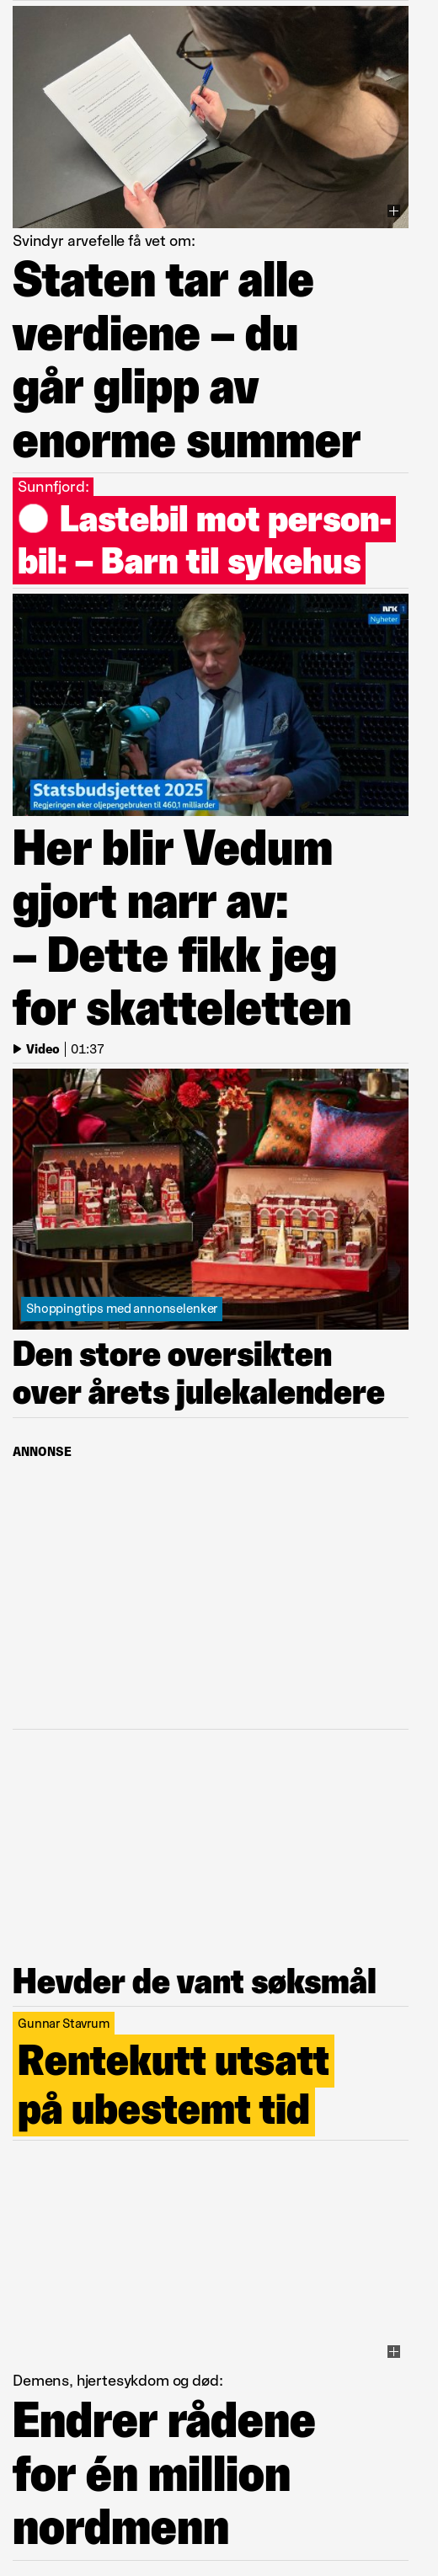 Svindyr arvefelle få vet om:
Staten tar alle
verdiene – du
går glipp av
enorme summer
Sunnfjord:
Lastebil mot person-
bil: – Barn til sykehus
NRK 1
Nyheter
Statsbudsjettet 2025
Regjeringen øker oljepengebruken til 460,1 milliarder
Her blir Vedum
gjort narr av:
– Dette fikk jeg
for skatteletten
Video | 01:37
Shoppingtips med annonselenker
Den store oversikten
over årets julekalendere
ANNONSE
Hevder de vant søksmål
Gunnar Stavrum
Rentekutt utsatt
på ubestemt tid
Demens, hjertesykdom og død:
Endrer rådene
for én million
nordmenn